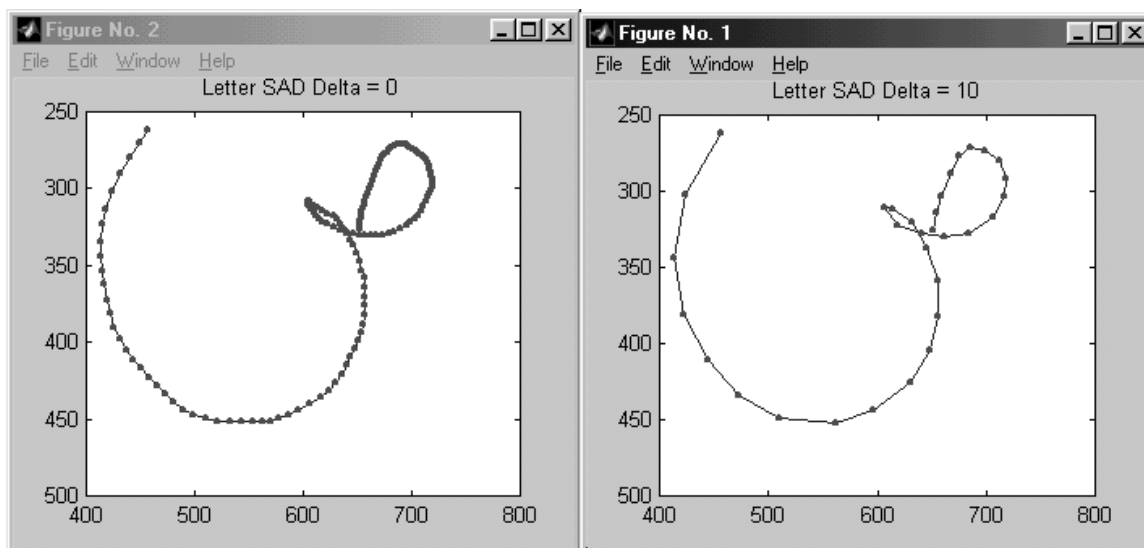 Figure No. 2
File Edit Window Help
Letter SAD Delta = 0
250
300
350
400
450
500
400 500 600 700 800
Figure No. 1
File Edit Window Help
Letter SAD Delta = 10
250
300
350
400
450
500
400 500 600 700 800